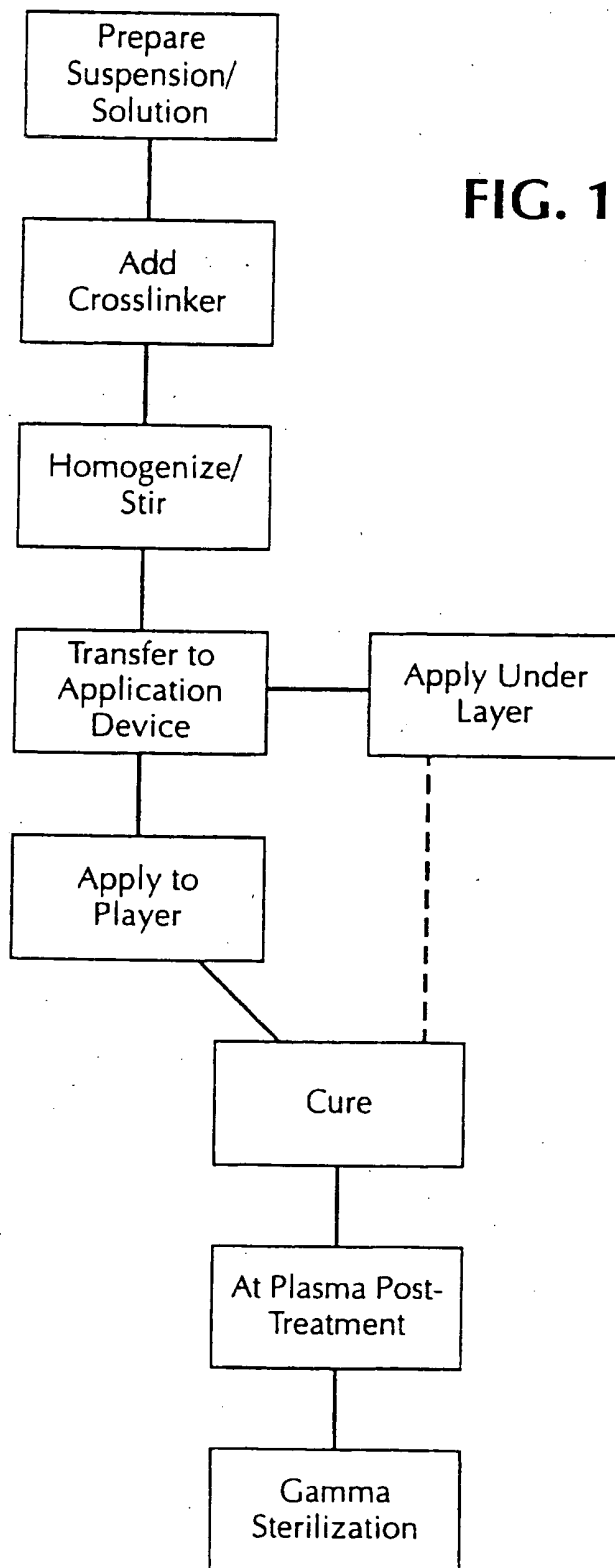 Prepare
Suspension/
Solution
FIG. 1
Add
Crosslinker
Homogenize/
Stir
Transfer to
Application
Device
Apply Under
Layer
Apply to
Player
Cure
At Plasma Post-
Treatment
Gamma
Sterilization